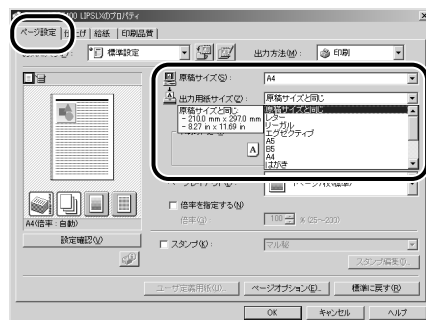 00 LIPSLXのプロパティ
ページ設定
給紙
印刷品質
標準設定
出力方法(M):
印刷
原稿サイズ(S):
A4
出力用紙サイズ(Z):
原稿サイズと同じ
原稿サイズと同じ
- 210.0 mm x 297.0 mm
- 8.27 in x 11.69 in
原稿サイズと同じ
レター
リーガル
エグゼクティブ
A5
B5
A4
はがき
A
倍率を指定する(N)
倍率(G):
100
% (25~200)
A4(倍率: 自動)
設定確認(V)
スタンプ(K):
マル秘
スタンプ編集(I)...
ユーザ定義用紙(U)...
ページオプション(E)...
標準に戻す(R)
OK
キャンセル
ヘルプ